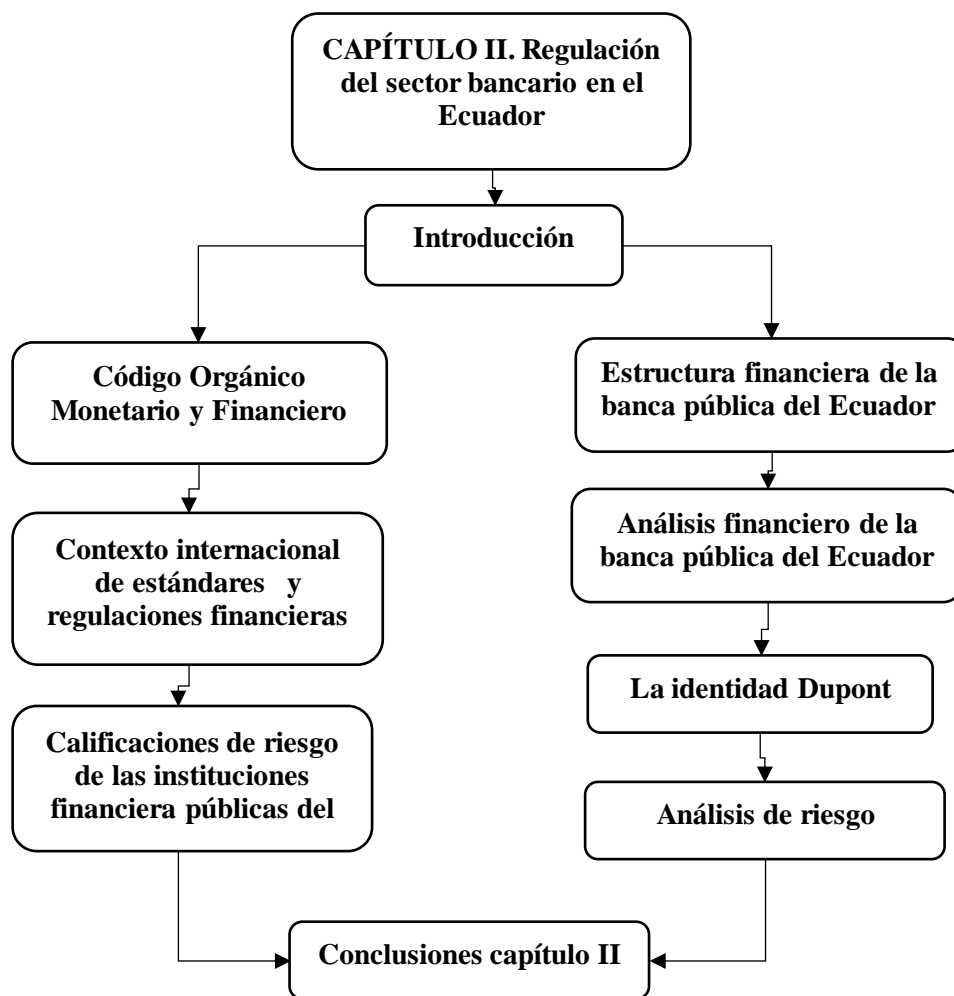 CAPÍTULO II. Regulación
del sector bancario en el
Ecuador
Introducción
Código Orgánico
Monetario y Financiero
Contexto internacional
de estándares y
regulaciones financieras
Calificaciones de riesgo
de las instituciones
financiera públicas del
Estructura financiera de la
banca pública del Ecuador
Análisis financiero de la
banca pública del Ecuador
La identidad Dupont
Análisis de riesgo
Conclusiones capítulo II